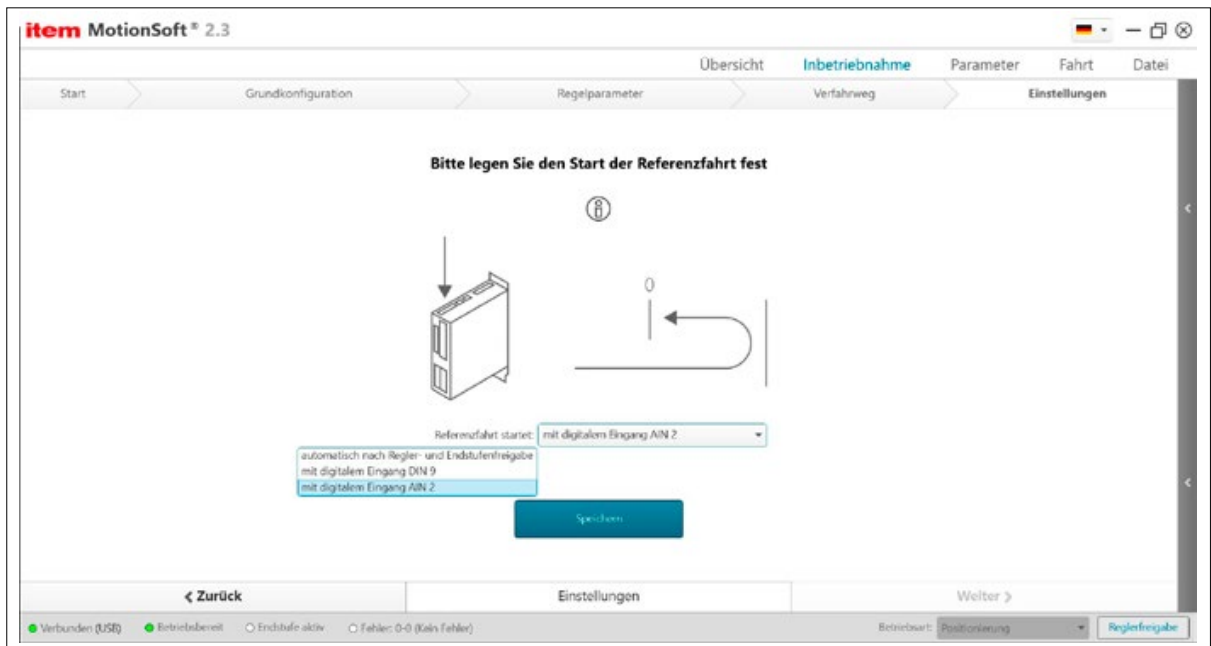 item MotionSoft® 2.3
Übersicht Inbetriebnahme Parameter Fahrt Datei
Start Grundkonfiguration Regelparameter Verfahrweg Einstellungen
Bitte legen Sie den Start der Referenzfahrt fest
0
Referenzfahrt startet: mit digitalem Eingang AIN 2
automatisch nach Regler- und Endstufenfreigabe
mit digitalem Eingang DIN 9
mit digitalem Eingang AIN 2
Speichern
< Zurück Einstellungen Weiter >
Verbunden (USB) Betriebsbereit Endstufe aktiv Fehler: 0-0 (Kein Fehler) Betriebsart: Positionierung Reglerfreigabe